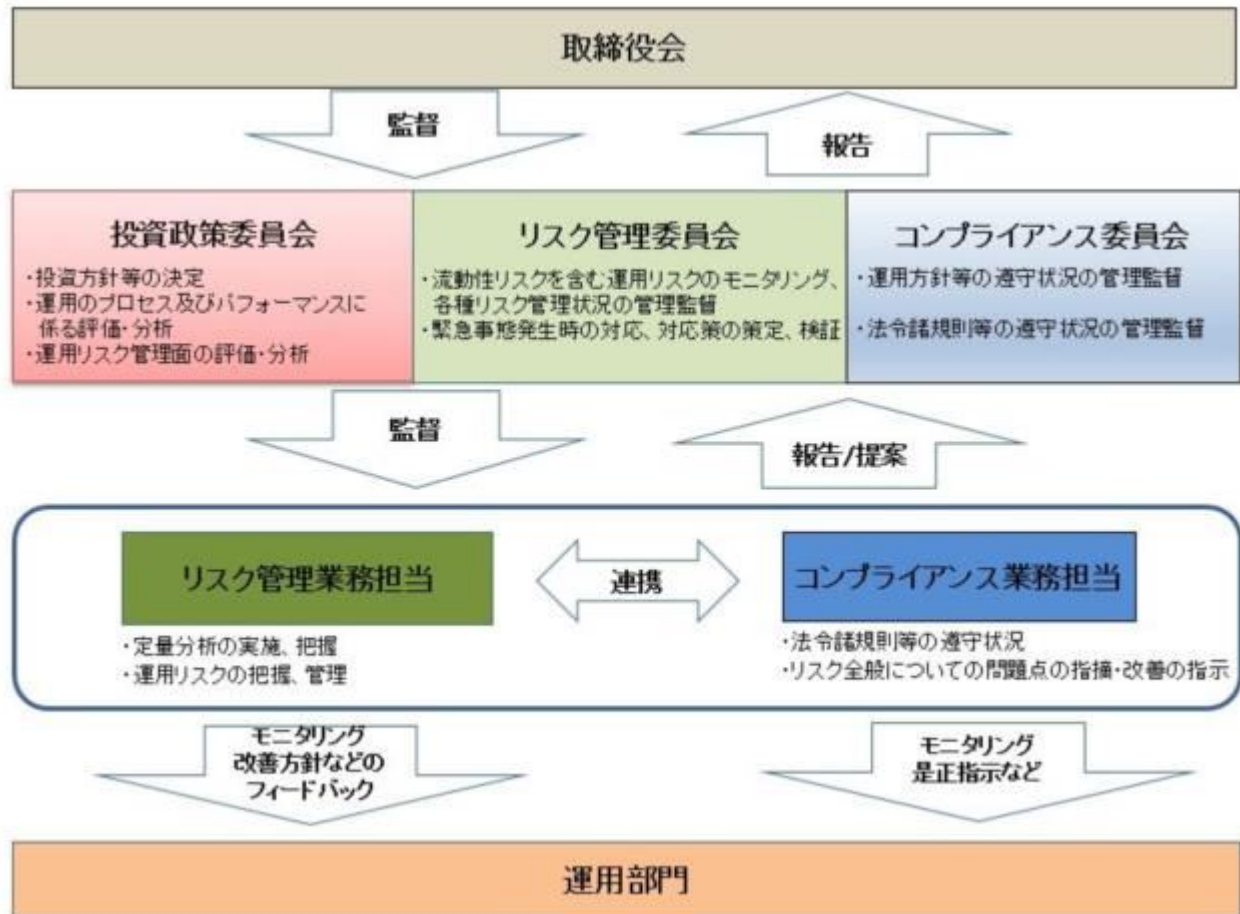 取締役会
監督
報告
投資政策委員会
・投資方針等の決定
・運用のプロセス及びパフォーマンスに
係る評価・分析
・運用リスク管理面の評価・分析
リスク管理委員会
・流動性リスクを含む運用リスクのモニタリング、
各種リスク管理状況の管理監督
・緊急事態発生時の対応、対応策の策定、検証
コンプライアンス委員会
・運用方針等の遵守状況の管理監督
・法令諸規則等の遵守状況の管理監督
監督
報告/提案
リスク管理業務担当
連携
コンプライアンス業務担当
・定量分析の実施、把握
・運用リスクの把握、管理
・法令諸規則等の遵守状況
・リスク全般についての問題点の指摘・改善の指示
モニタリング
改善方針などの
フィードバック
モニタリング
是正指示など
運用部門